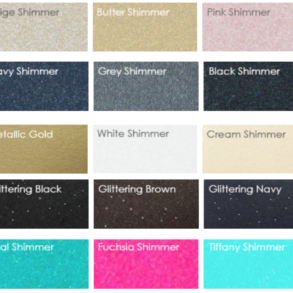 ige Shimmer Butter Shimmer Pink Shimmer
avy Shimmer Grey Shimmer Black Shimmer
etallic Gold White Shimmer Cream Shimmer
ittering Black Glittering Brown Glittering Navy
al Shimmer Fuchsia Shimmer Tiffany Shimmer